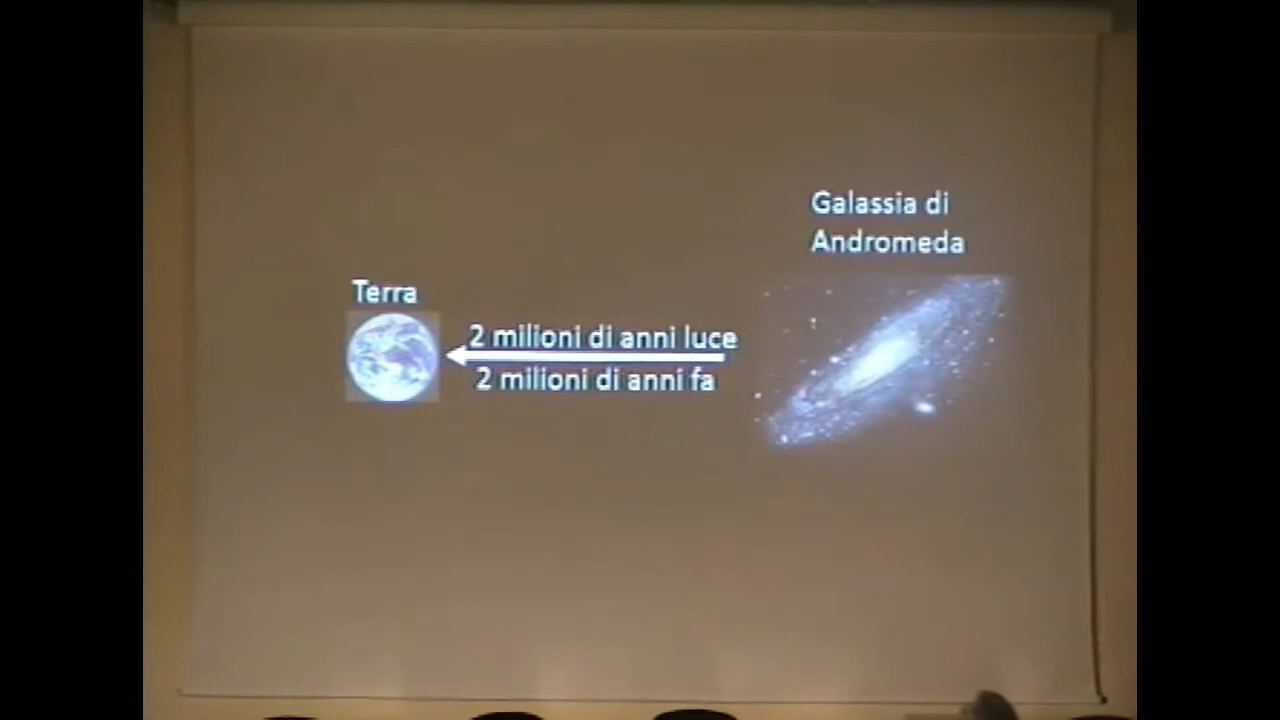 Galassia di
Andromeda
Terra
2 milioni di anni luce
2 milioni di anni fa